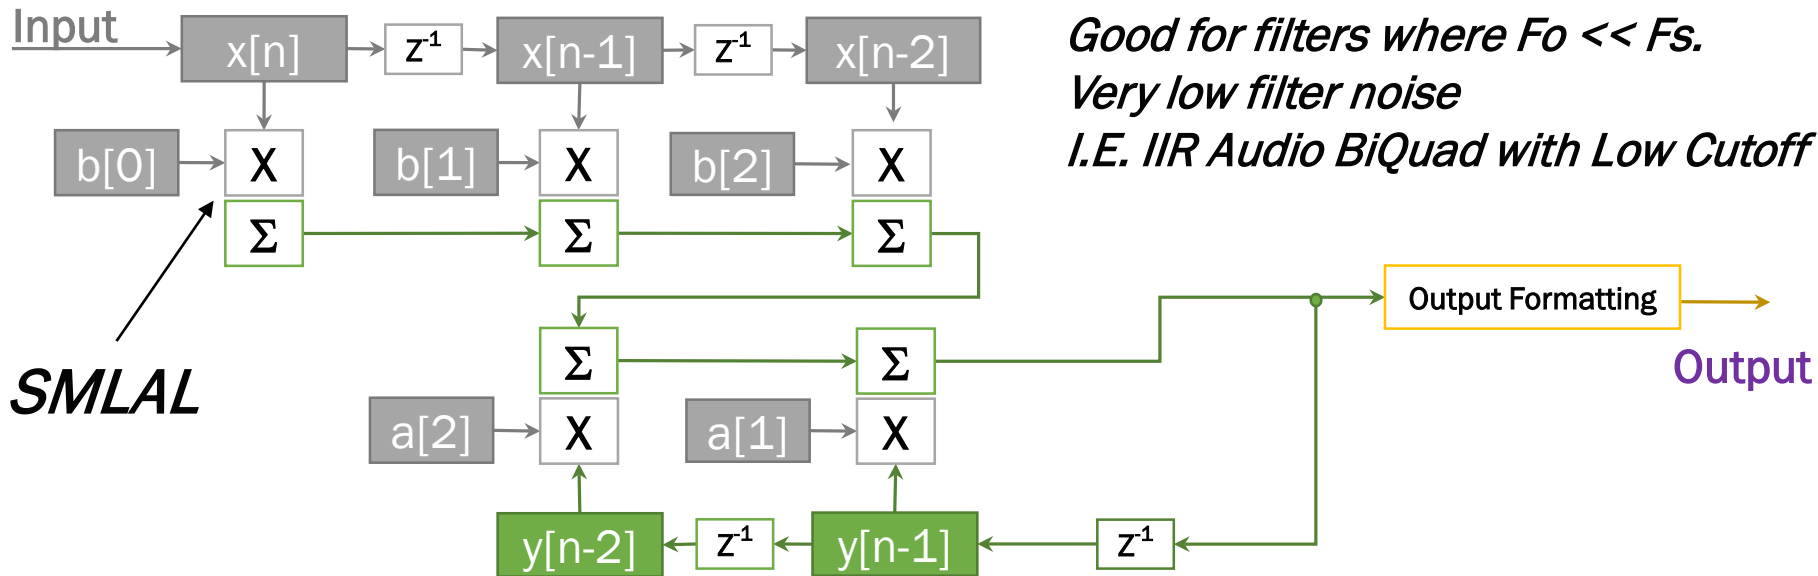 Input
x[n]
z-1
x[n-1]
z-1
x[n-2]
Good for filters where Fo << Fs.
Very low filter noise
I.E. IIR Audio BiQuad with Low Cutoff
b[0]
X
b[1]
X
b[2]
X
Σ
Σ
Σ
SMLAL
Σ
Σ
Output Formatting
Output
a[2]
X
a[1]
X
y[n-2]
z-1
y[n-1]
z-1